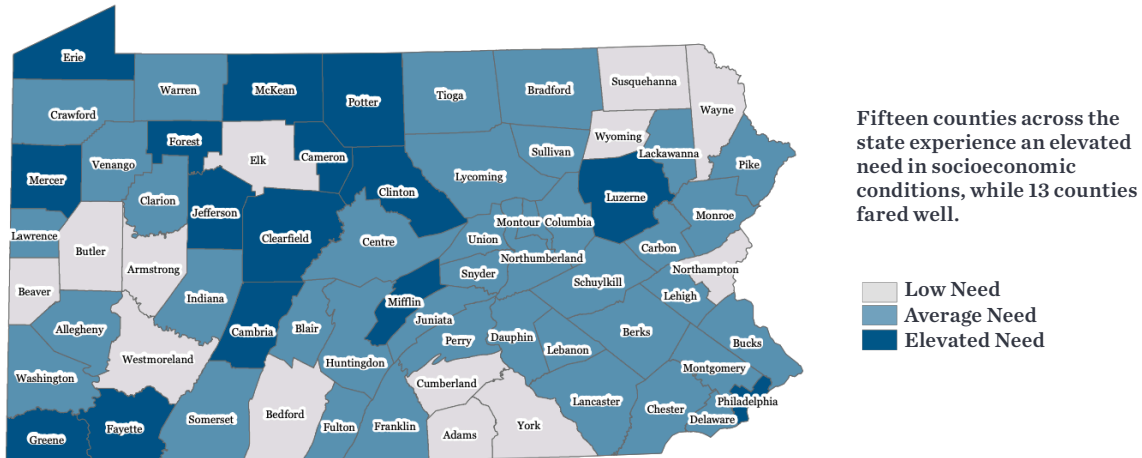 Erie
Warren
McKean
Potter
Tioga
Bradford
Susquehanna
Wayne
Crawford
Forest
Elk
Cameron
Sullivan
Wyoming
Lackawanna
Pike
Mercer
Venango
Clarion
Jefferson
Clearfield
Clinton
Lycoming
Luzerne
Monroe
Lawrence
Butler
Armstrong
Centre
Union
Montour
Columbia
Carbon
Northampton
Beaver
Indiana
Snyder
Northumberland
Schuylkill
Lehigh
Allegheny
Cambria
Blair
Mifflin
Juniata
Perry
Dauphin
Lebanon
Berks
Bucks
Westmoreland
Huntingdon
Montgomery
Washington
Cumberland
Lancaster
Chester
Philadelphia
Delaware
Greene
Fayette
Somerset
Bedford
Fulton
Franklin
Adams
York
Fifteen counties across the
state experience an elevated
need in socioeconomic
conditions, while 13 counties
fared well.
Low Need
Average Need
Elevated Need